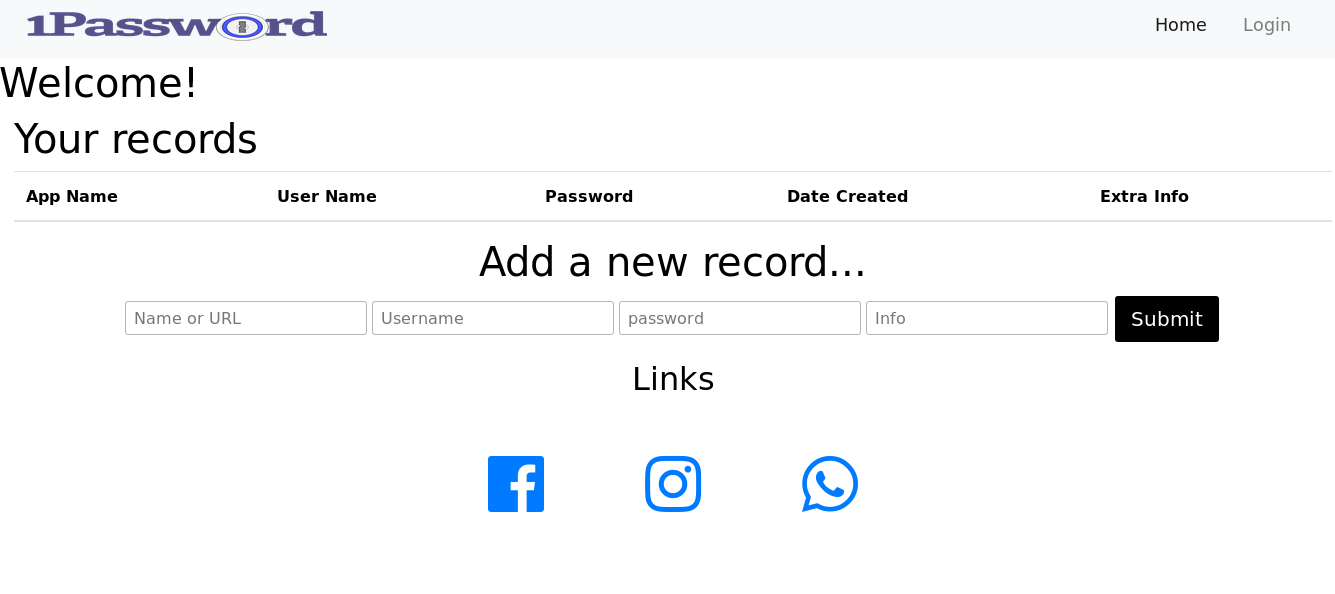 1Password Home Login
Welcome!
Your records
App Name User Name Password Date Created Extra Info
Add a new record...
Name or URL Username password Info Submit
Links